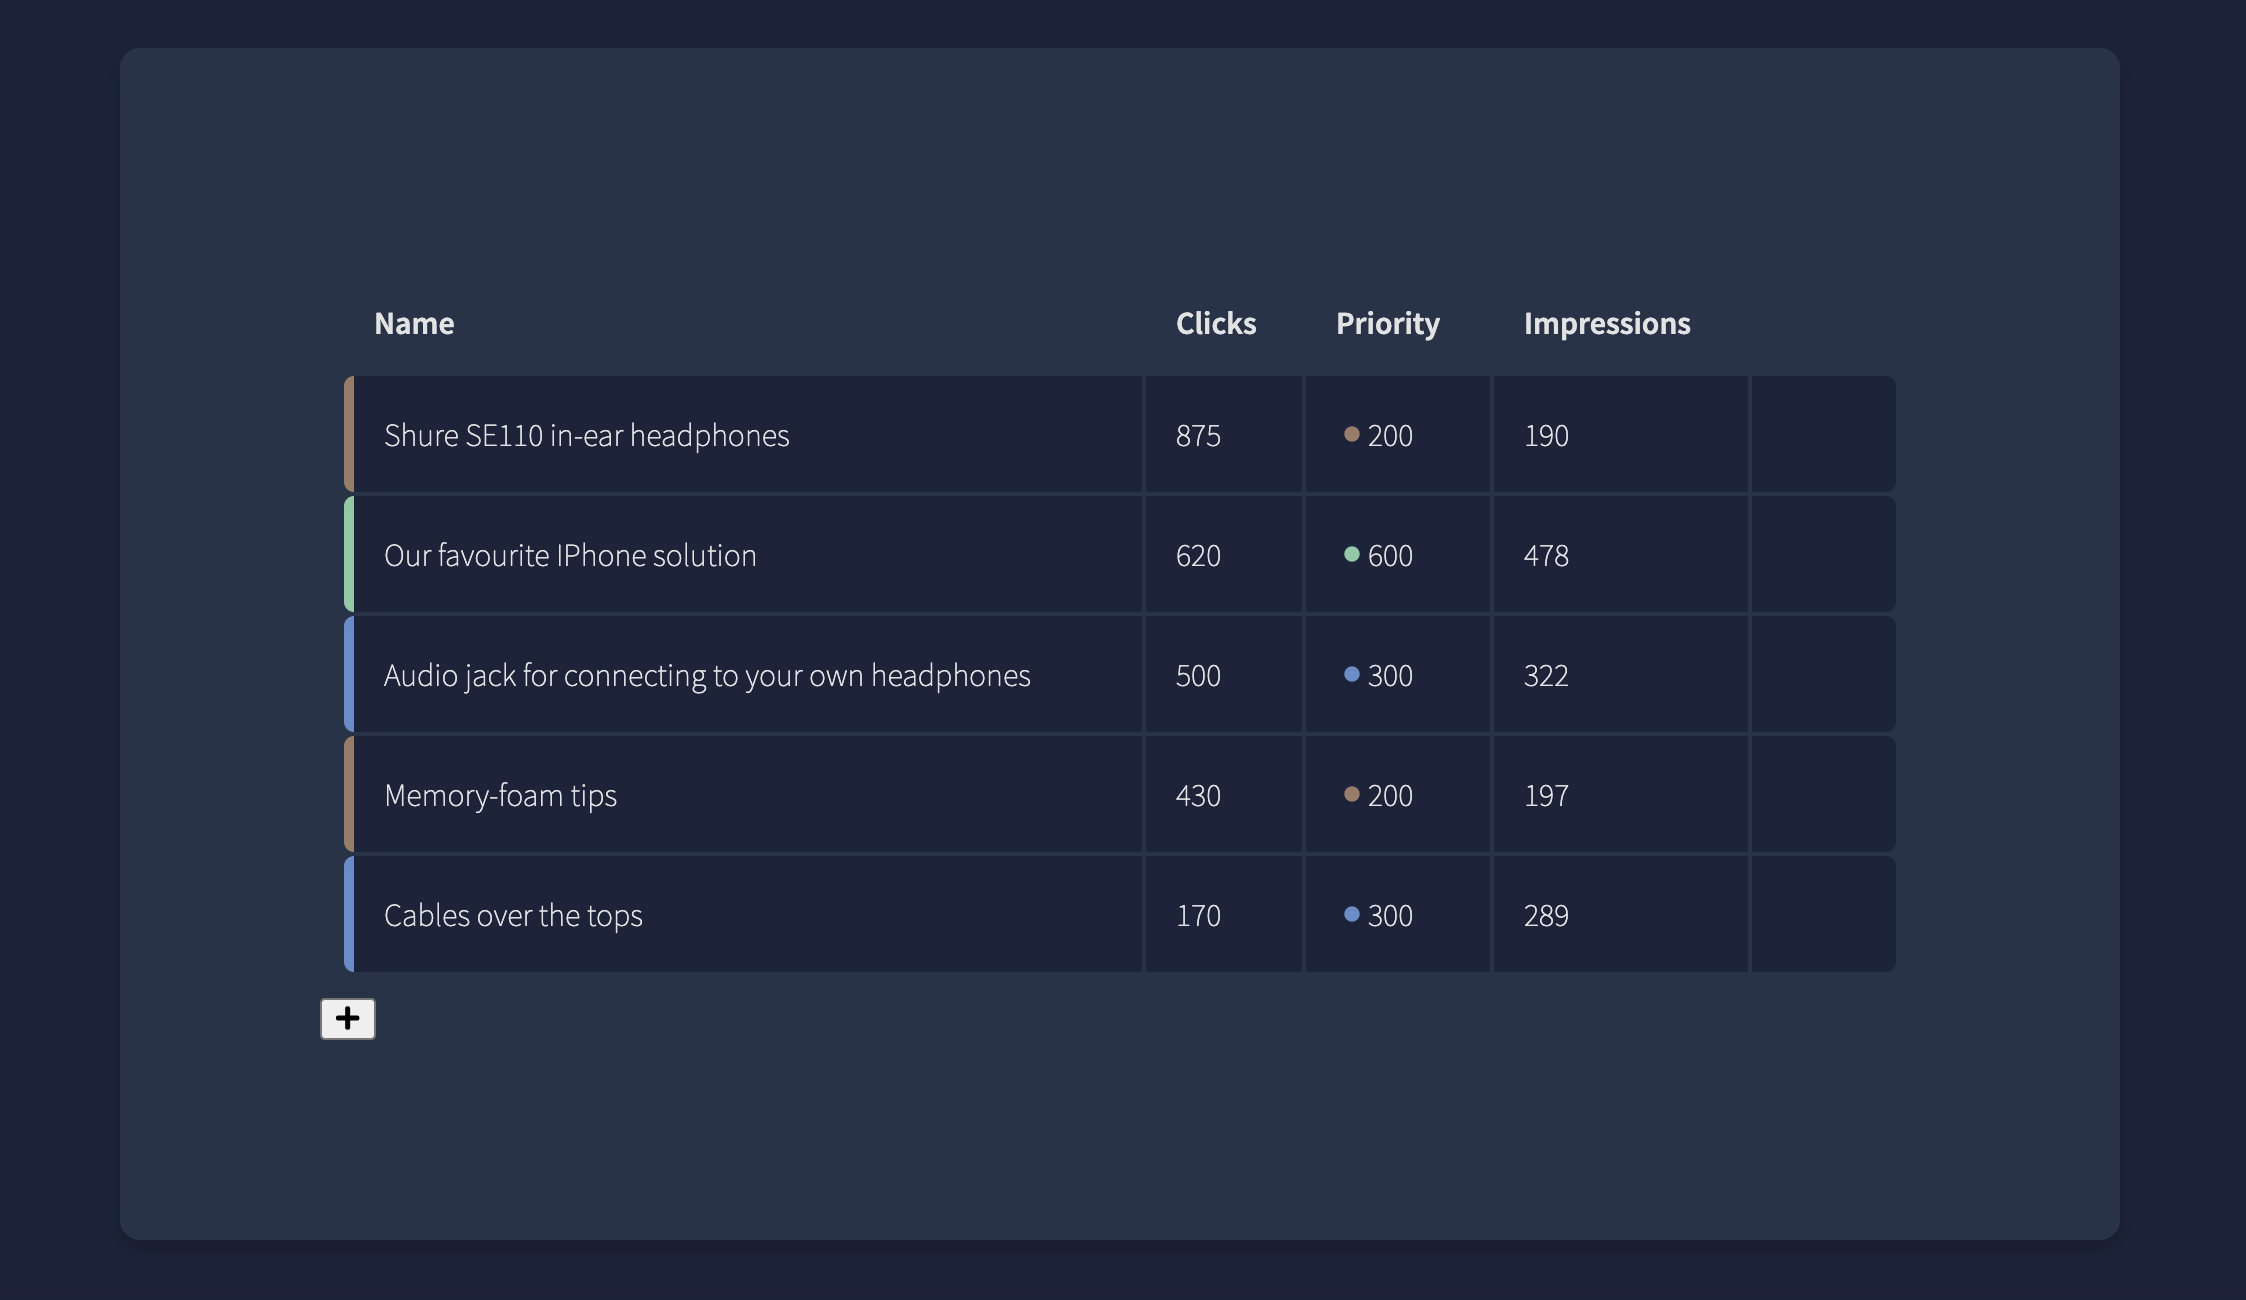 Name Clicks Priority Impressions
Shure SE110 in-ear headphones 875 200 190
Our favourite IPhone solution 620 600 478
Audio jack for connecting to your own headphones 500 300 322
Memory-foam tips 430 200 197
Cables over the tops 170 300 289
+